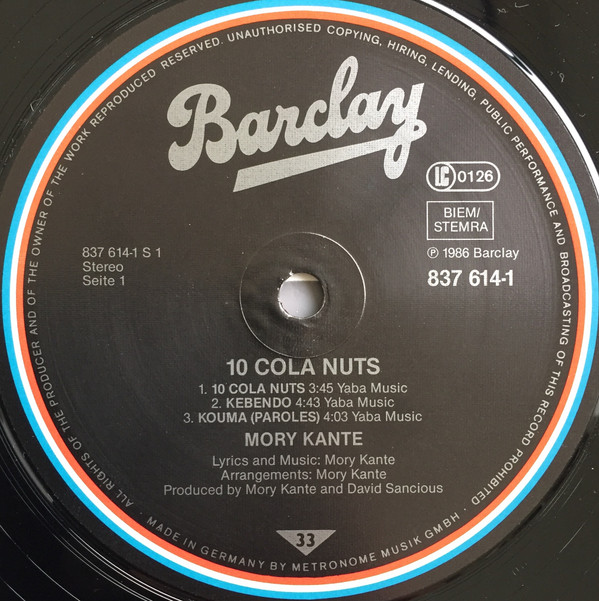 ALL RIGHTS OF THE PRODUCER AND OF THE OWNER OF THE WORK REPRODUCED RESERVED. UNAUTHORISED COPYING, HIRING, LENDING, PUBLIC PERFORMANCE AND BROADCASTING OF THIS RECORD PROHIBITED
Barclay
LC 0126
BIEM/
STEMRA
837 614-1 S 1
Stereo
Seite 1
℗ 1986 Barclay
837 614-1
10 COLA NUTS
1. 10 COLA NUTS 3:45 Yaba Music
2. KEBENDO 4:43 Yaba Music
3. KOUMA (PAROLES) 4:03 Yaba Music
MORY KANTE
Lyrics and Music: Mory Kante
Arrangements: Mory Kante
Produced by Mory Kante and David Sancious
33
· MADE IN GERMANY BY METRONOME MUSIK GMBH ·